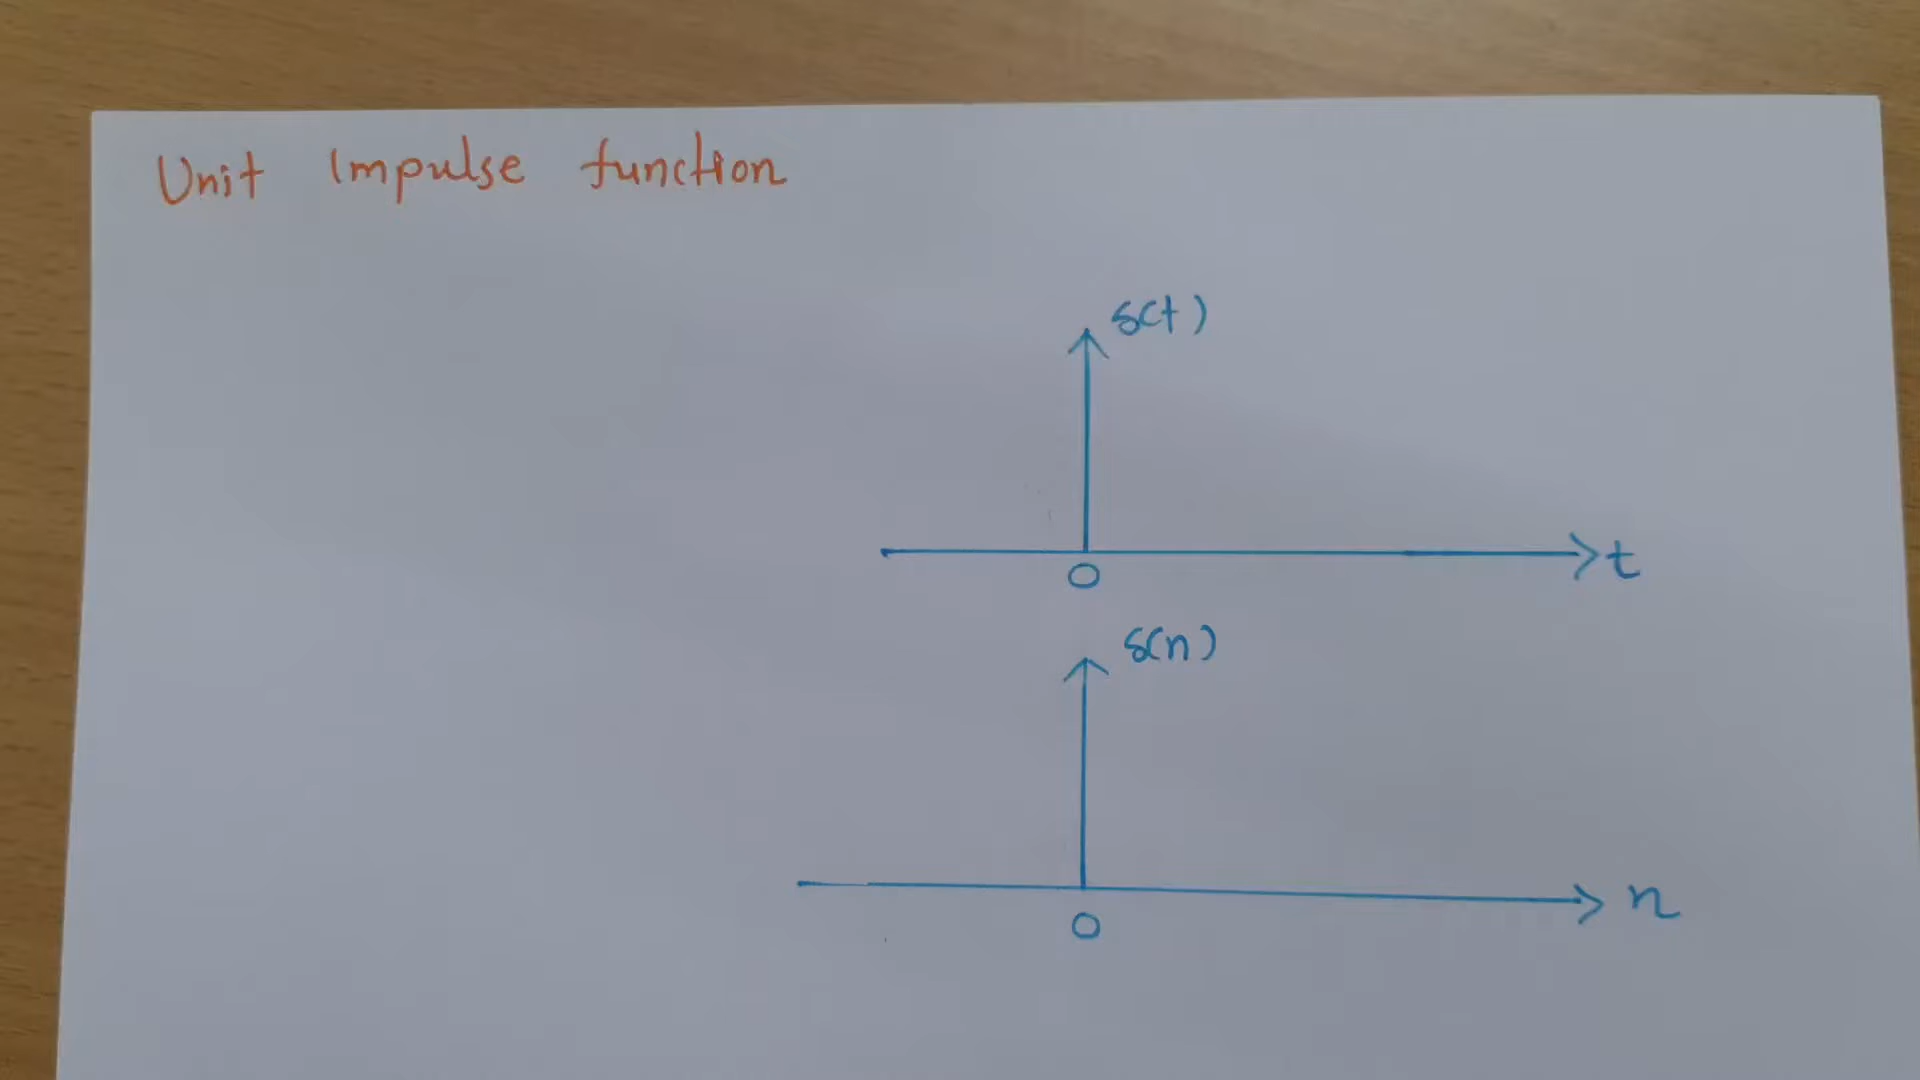 Unit Impulse function
δ(t)
t
0
δ(n)
n
0